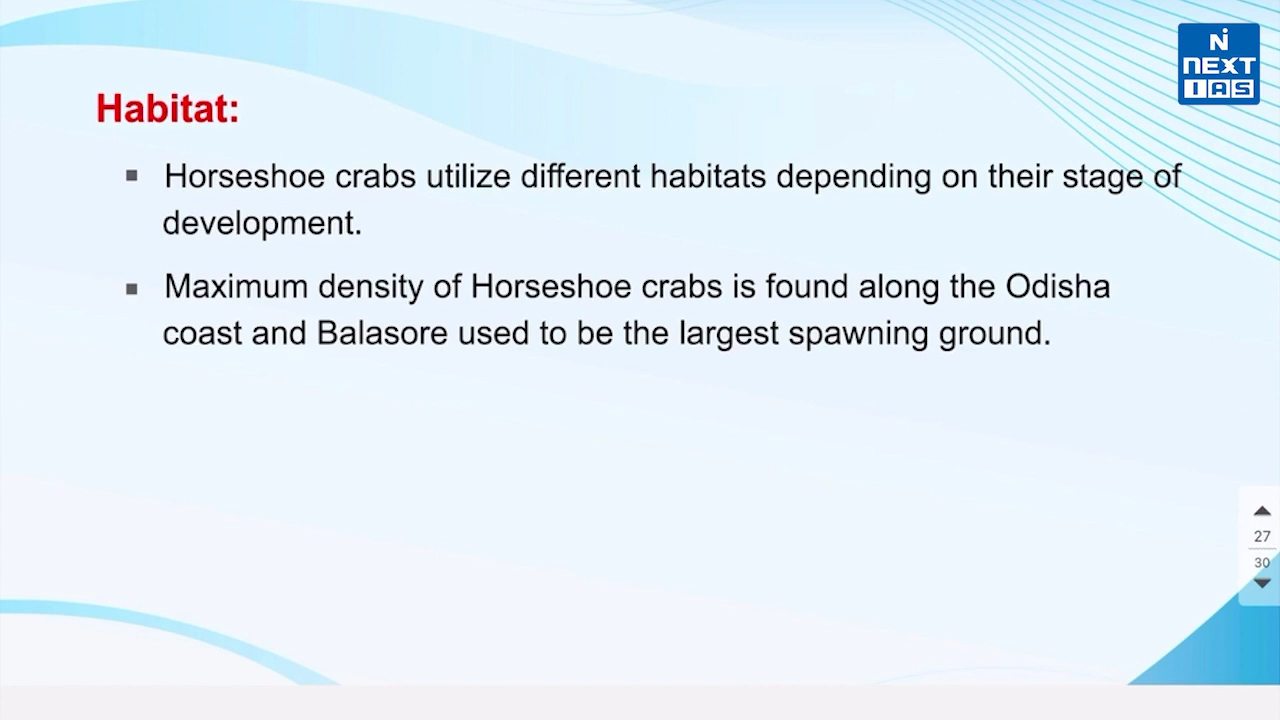 NEXT
IAS
Habitat:
▪ Horseshoe crabs utilize different habitats depending on their stage of
development.
▪ Maximum density of Horseshoe crabs is found along the Odisha
coast and Balasore used to be the largest spawning ground.
27
30